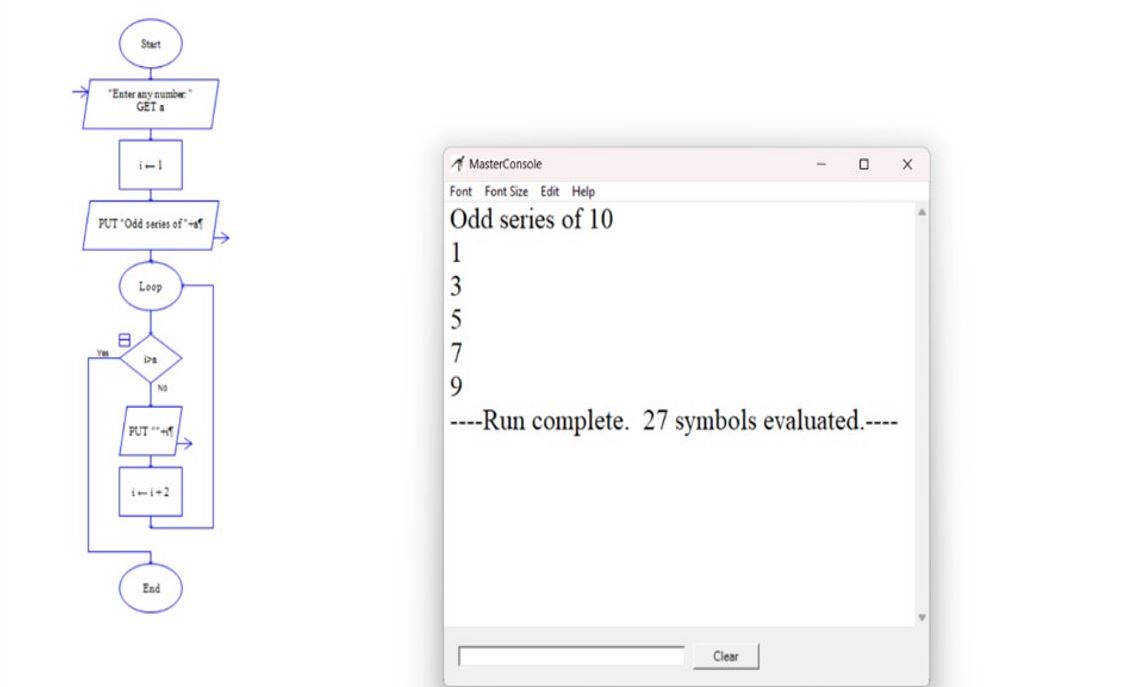 Start
"Enter any number: "
GET a
i ← 1
PUT "Odd series of "+a¶
Loop
Yes
i>a
No
PUT ""+i¶
i ← i + 2
End
MasterConsole
Font Font Size Edit Help
Odd series of 10
1
3
5
7
9
----Run complete. 27 symbols evaluated.----
Clear